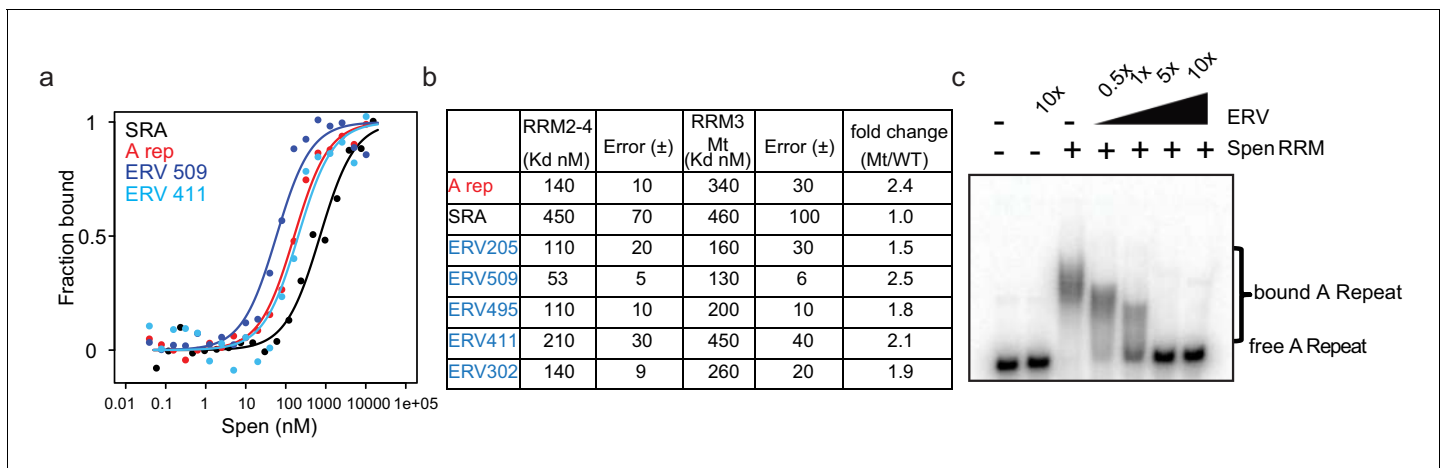 a
SRA
A rep
ERV 509
ERV 411
Fraction bound
1
0.5
0
0.01 0.1 1 10 100 1000 10000 1e+05
Spen (nM)
b
RRM2-4 (Kd nM) Error (±) RRM3 Mt (Kd nM) Error (±) fold change (Mt/WT)
A rep 140 10 340 30 2.4
SRA 450 70 460 100 1.0
ERV205 110 20 160 30 1.5
ERV509 53 5 130 6 2.5
ERV495 110 10 200 10 1.8
ERV411 210 30 450 40 2.1
ERV302 140 9 260 20 1.9
c
10x 0.5x 1x 5x 10x
- - ERV
- - + + + + + Spen RRM
bound A Repeat
free A Repeat